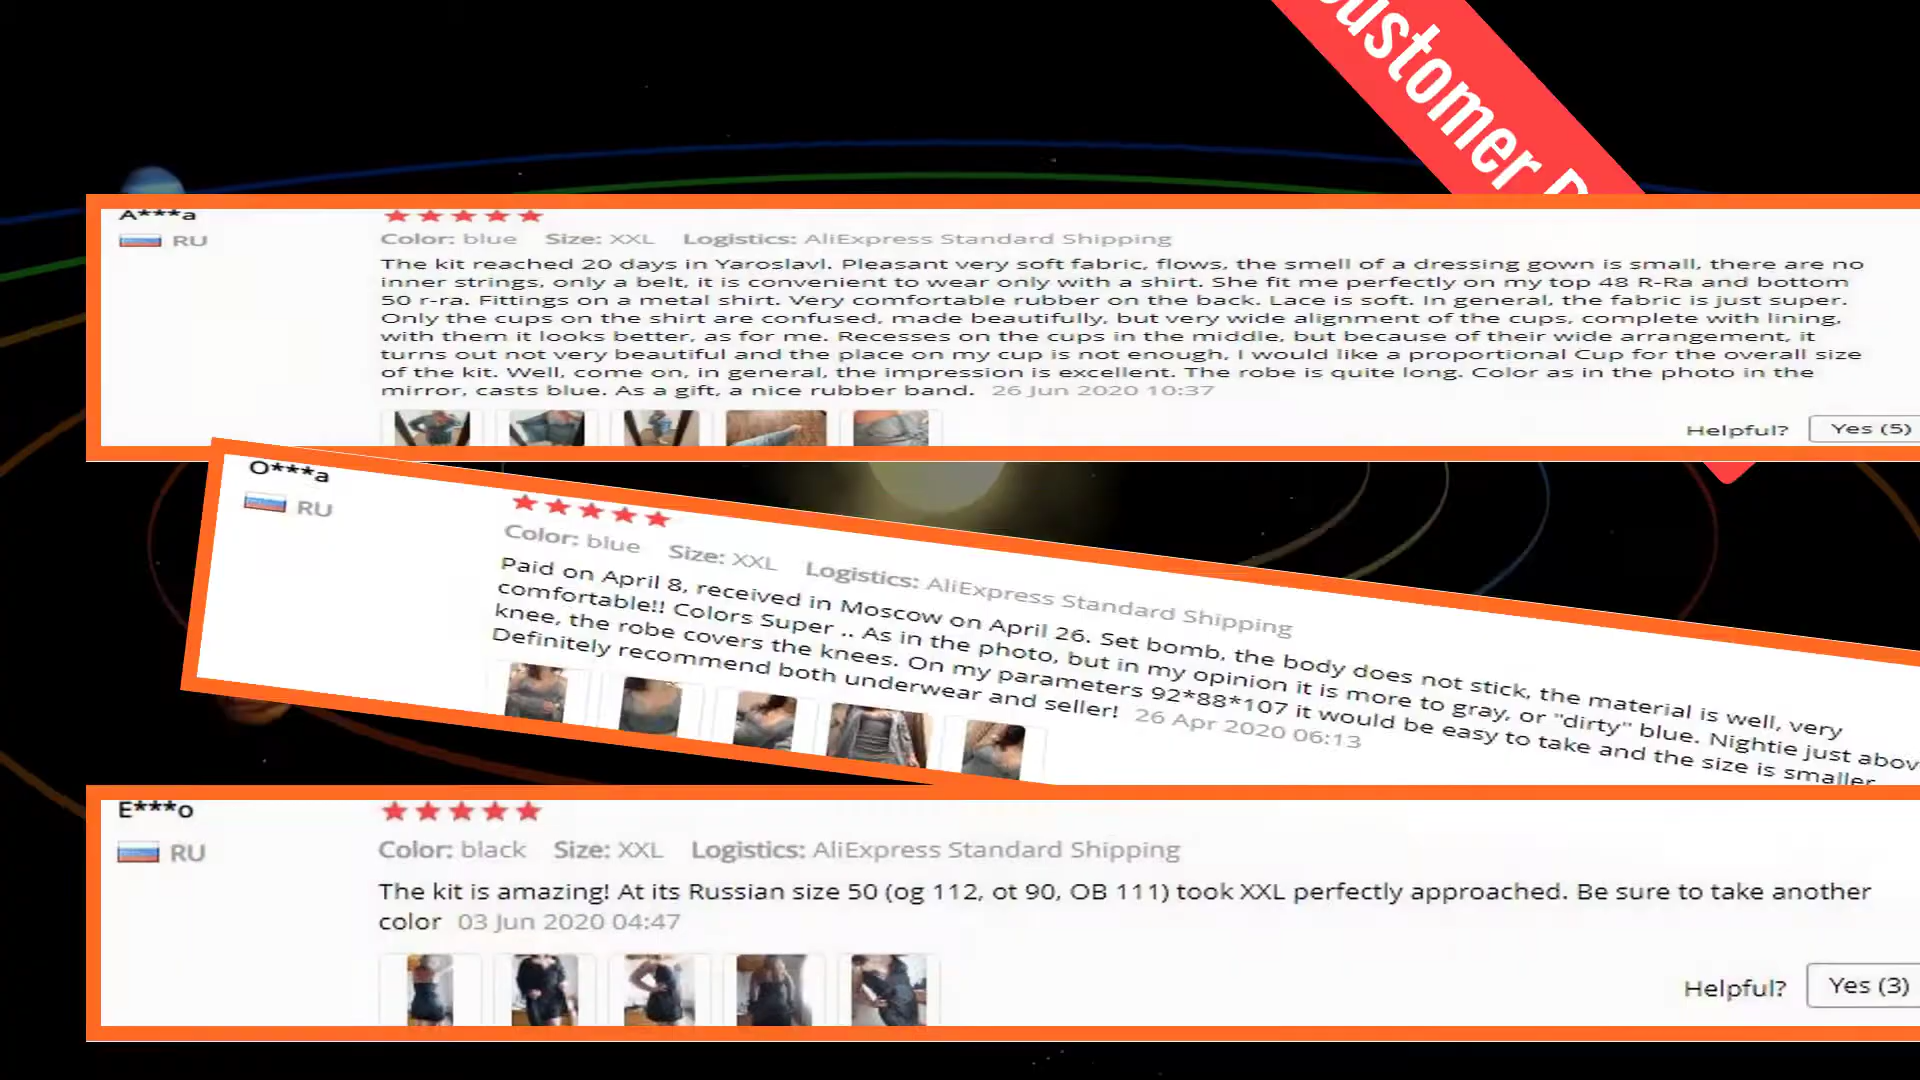 Customer
A***a
RU
Color: blue Size: XXL Logistics: AliExpress Standard Shipping
The kit reached 20 days in Yaroslavl. Pleasant very soft fabric, flows, the smell of a dressing gown is small, there are no
inner strings, only a belt, it is convenient to wear only with a shirt. She fit me perfectly on my top 48 R-Ra and bottom
50 r-ra. Fittings on a metal shirt. Very comfortable rubber on the back. Lace is soft. In general, the fabric is just super.
Only the cups on the shirt are confused, made beautifully, but very wide alignment of the cups, complete with lining,
with them it looks better, as for me. Recesses on the cups in the middle, but because of their wide arrangement, it
turns out not very beautiful and the place on my cup is not enough, I would like a proportional Cup for the overall size
of the kit. Well, come on, in general, the impression is excellent. The robe is quite long. Color as in the photo in the
mirror, casts blue. As a gift, a nice rubber band. 26 Jun 2020 10:37
Helpful? Yes (5)
O***a
RU
Color: blue Size: XXL Logistics: AliExpress Standard Shipping
Paid on April 8, received in Moscow on April 26. Set bomb, the body does not stick, the material is well, very
comfortable!! Colors Super .. As in the photo, but in my opinion it is more to gray, or "dirty" blue. Nightie just abov
knee, the robe covers the knees. On my parameters 92*88*107 it would be easy to take and the size is smaller
Definitely recommend both underwear and seller! 26 Apr 2020 06:13
E***o
RU
Color: black Size: XXL Logistics: AliExpress Standard Shipping
The kit is amazing! At its Russian size 50 (og 112, ot 90, OB 111) took XXL perfectly approached. Be sure to take another
color 03 Jun 2020 04:47
Helpful? Yes (3)